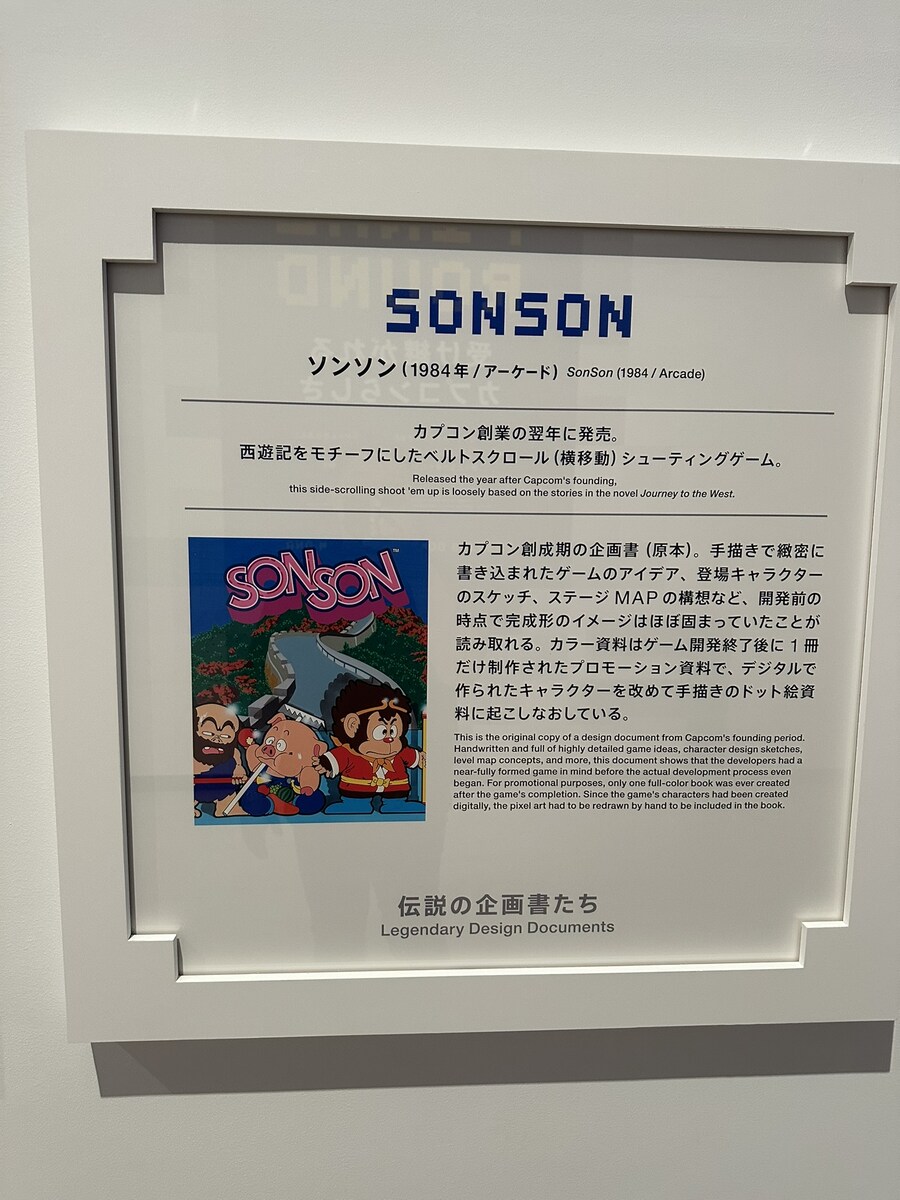 SONSON
ソンソン(1984年/アーケード) SonSon (1984 / Arcade)
カプコン創業の翌年に発売。
西遊記をモチーフにしたベルトスクロール(横移動)シューティングゲーム。
Released the year after Capcom's founding,
this side-scrolling shoot 'em up is loosely based on the stories in the novel Journey to the West.
SONSON™
カプコン創成期の企画書(原本)。手描きで緻密に
書き込まれたゲームのアイデア、登場キャラクター
のスケッチ、ステージMAPの構想など、開発前の
時点で完成形のイメージはほぼ固まっていたことが
読み取れる。カラー資料はゲーム開発終了後に1冊
だけ制作されたプロモーション資料で、デジタルで
作られたキャラクターを改めて手描きのドット絵資
料に起こしなおしている。
This is the original copy of a design document from Capcom's founding period.
Handwritten and full of highly detailed game ideas, character design sketches,
level map concepts, and more, this document shows that the developers had a
near-fully formed game in mind before the actual development process even
began. For promotional purposes, only one full-color book was ever created
after the game's completion. Since the game's characters had been created
digitally, the pixel art had to be redrawn by hand to be included in the book.
伝説の企画書たち
Legendary Design Documents